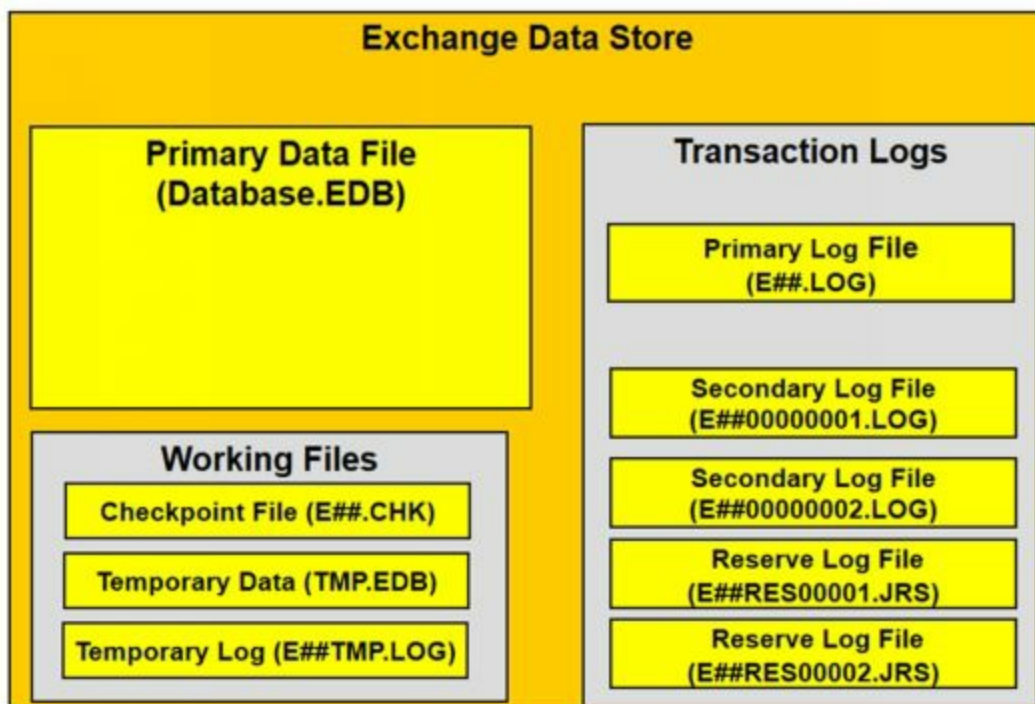 Exchange Data Store
Primary Data File
(Database.EDB)
Working Files
Checkpoint File (E##.CHK)
Temporary Data (TMP.EDB)
Temporary Log (E##TMP.LOG)
Transaction Logs
Primary Log File
(E##.LOG)
Secondary Log File
(E##00000001.LOG)
Secondary Log File
(E##00000002.LOG)
Reserve Log File
(E##RES00001.JRS)
Reserve Log File
(E##RES00002.JRS)